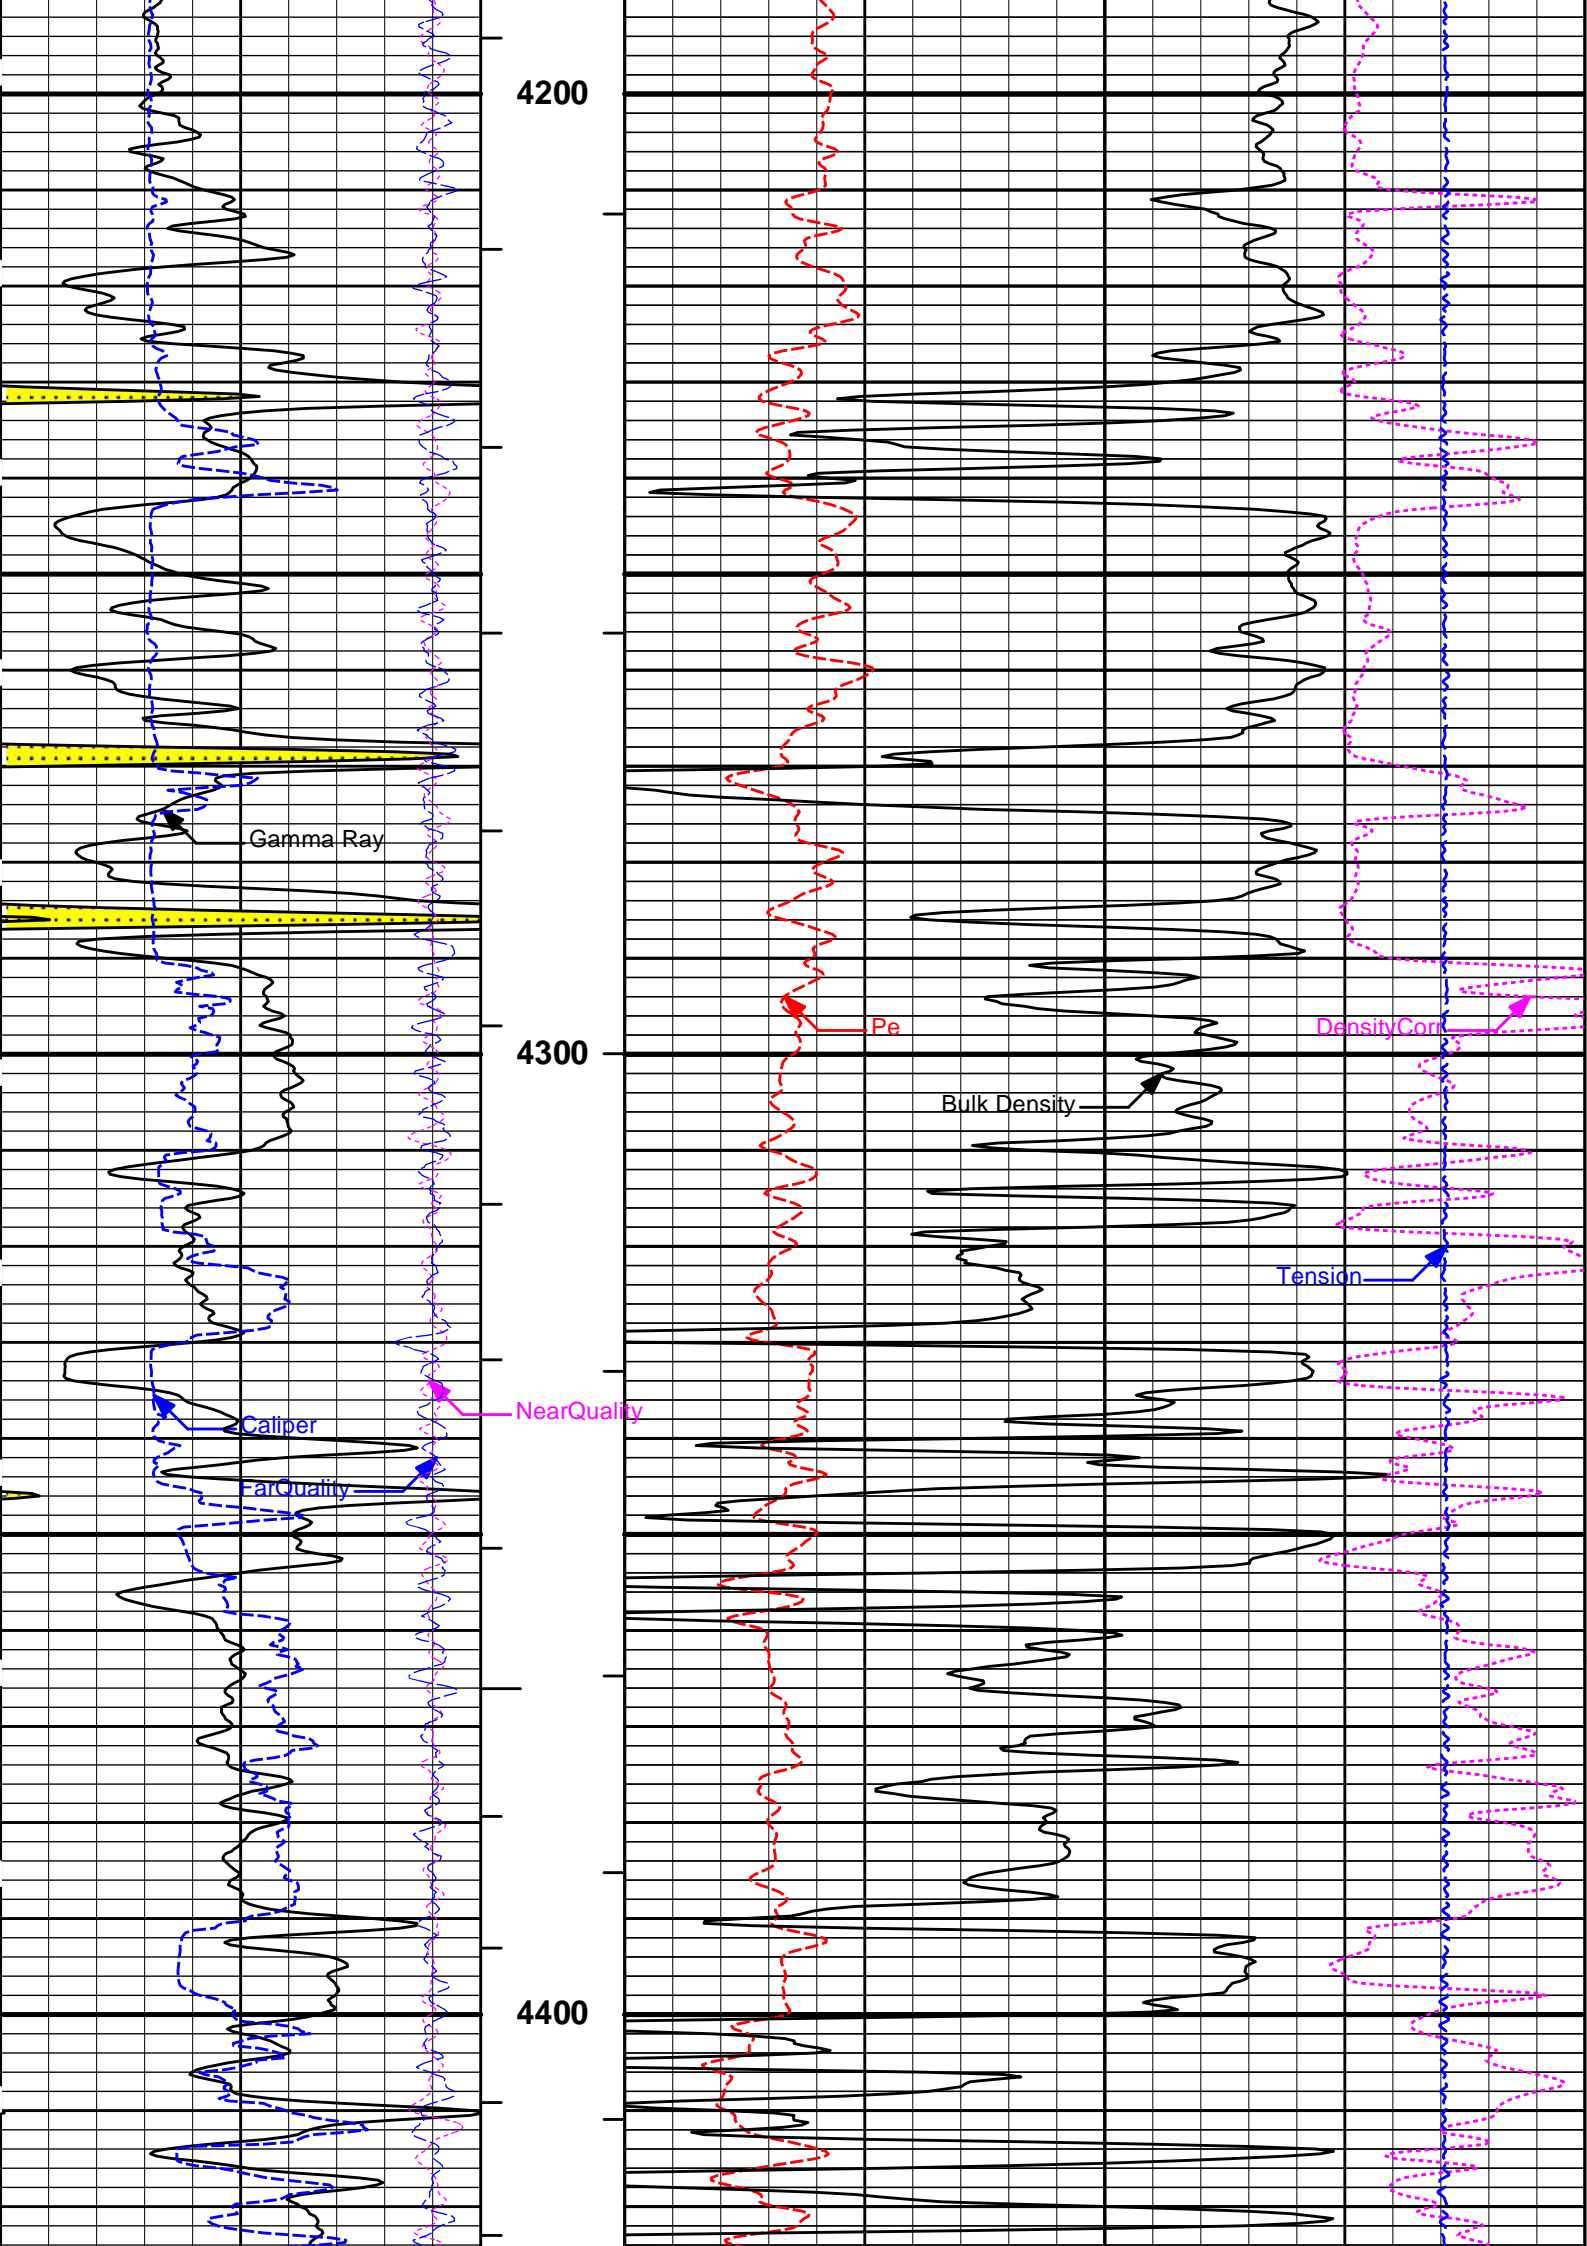 4200
Gamma Ray
Pe
DensityCorr
4300
Bulk Density
Tension
NearQuality
Caliper
FarQuality
4400